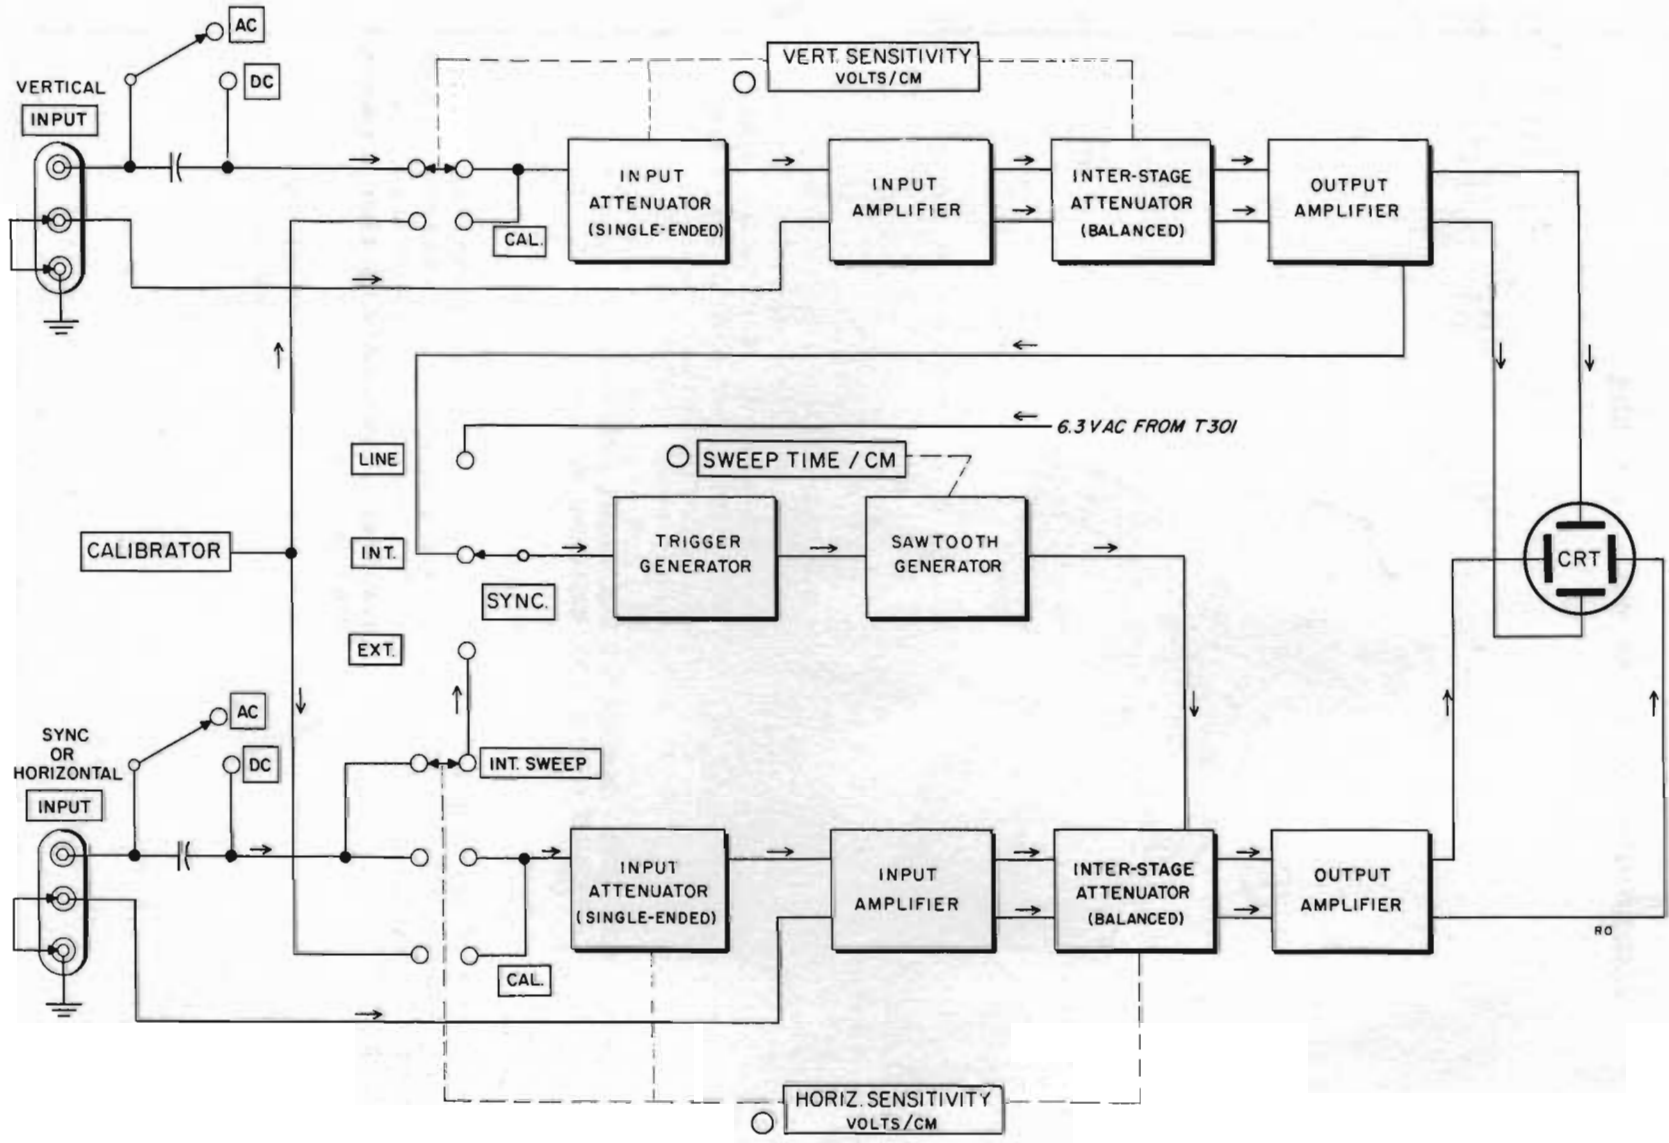 AC
VERT. SENSITIVITY
VOLTS/CM
DC
VERTICAL
INPUT
INPUT
ATTENUATOR
(SINGLE-ENDED)
INPUT
AMPLIFIER
INTER-STAGE
ATTENUATOR
(BALANCED)
OUTPUT
AMPLIFIER
CAL.
6.3 VAC FROM T301
LINE
SWEEP TIME / CM
CALIBRATOR
INT.
TRIGGER
GENERATOR
SAWTOOTH
GENERATOR
CRT
SYNC.
EXT.
AC
SYNC
OR
HORIZONTAL
INPUT
DC
INT. SWEEP
INPUT
ATTENUATOR
(SINGLE-ENDED)
INPUT
AMPLIFIER
INTER-STAGE
ATTENUATOR
(BALANCED)
OUTPUT
AMPLIFIER
RO
CAL.
HORIZ. SENSITIVITY
VOLTS/CM